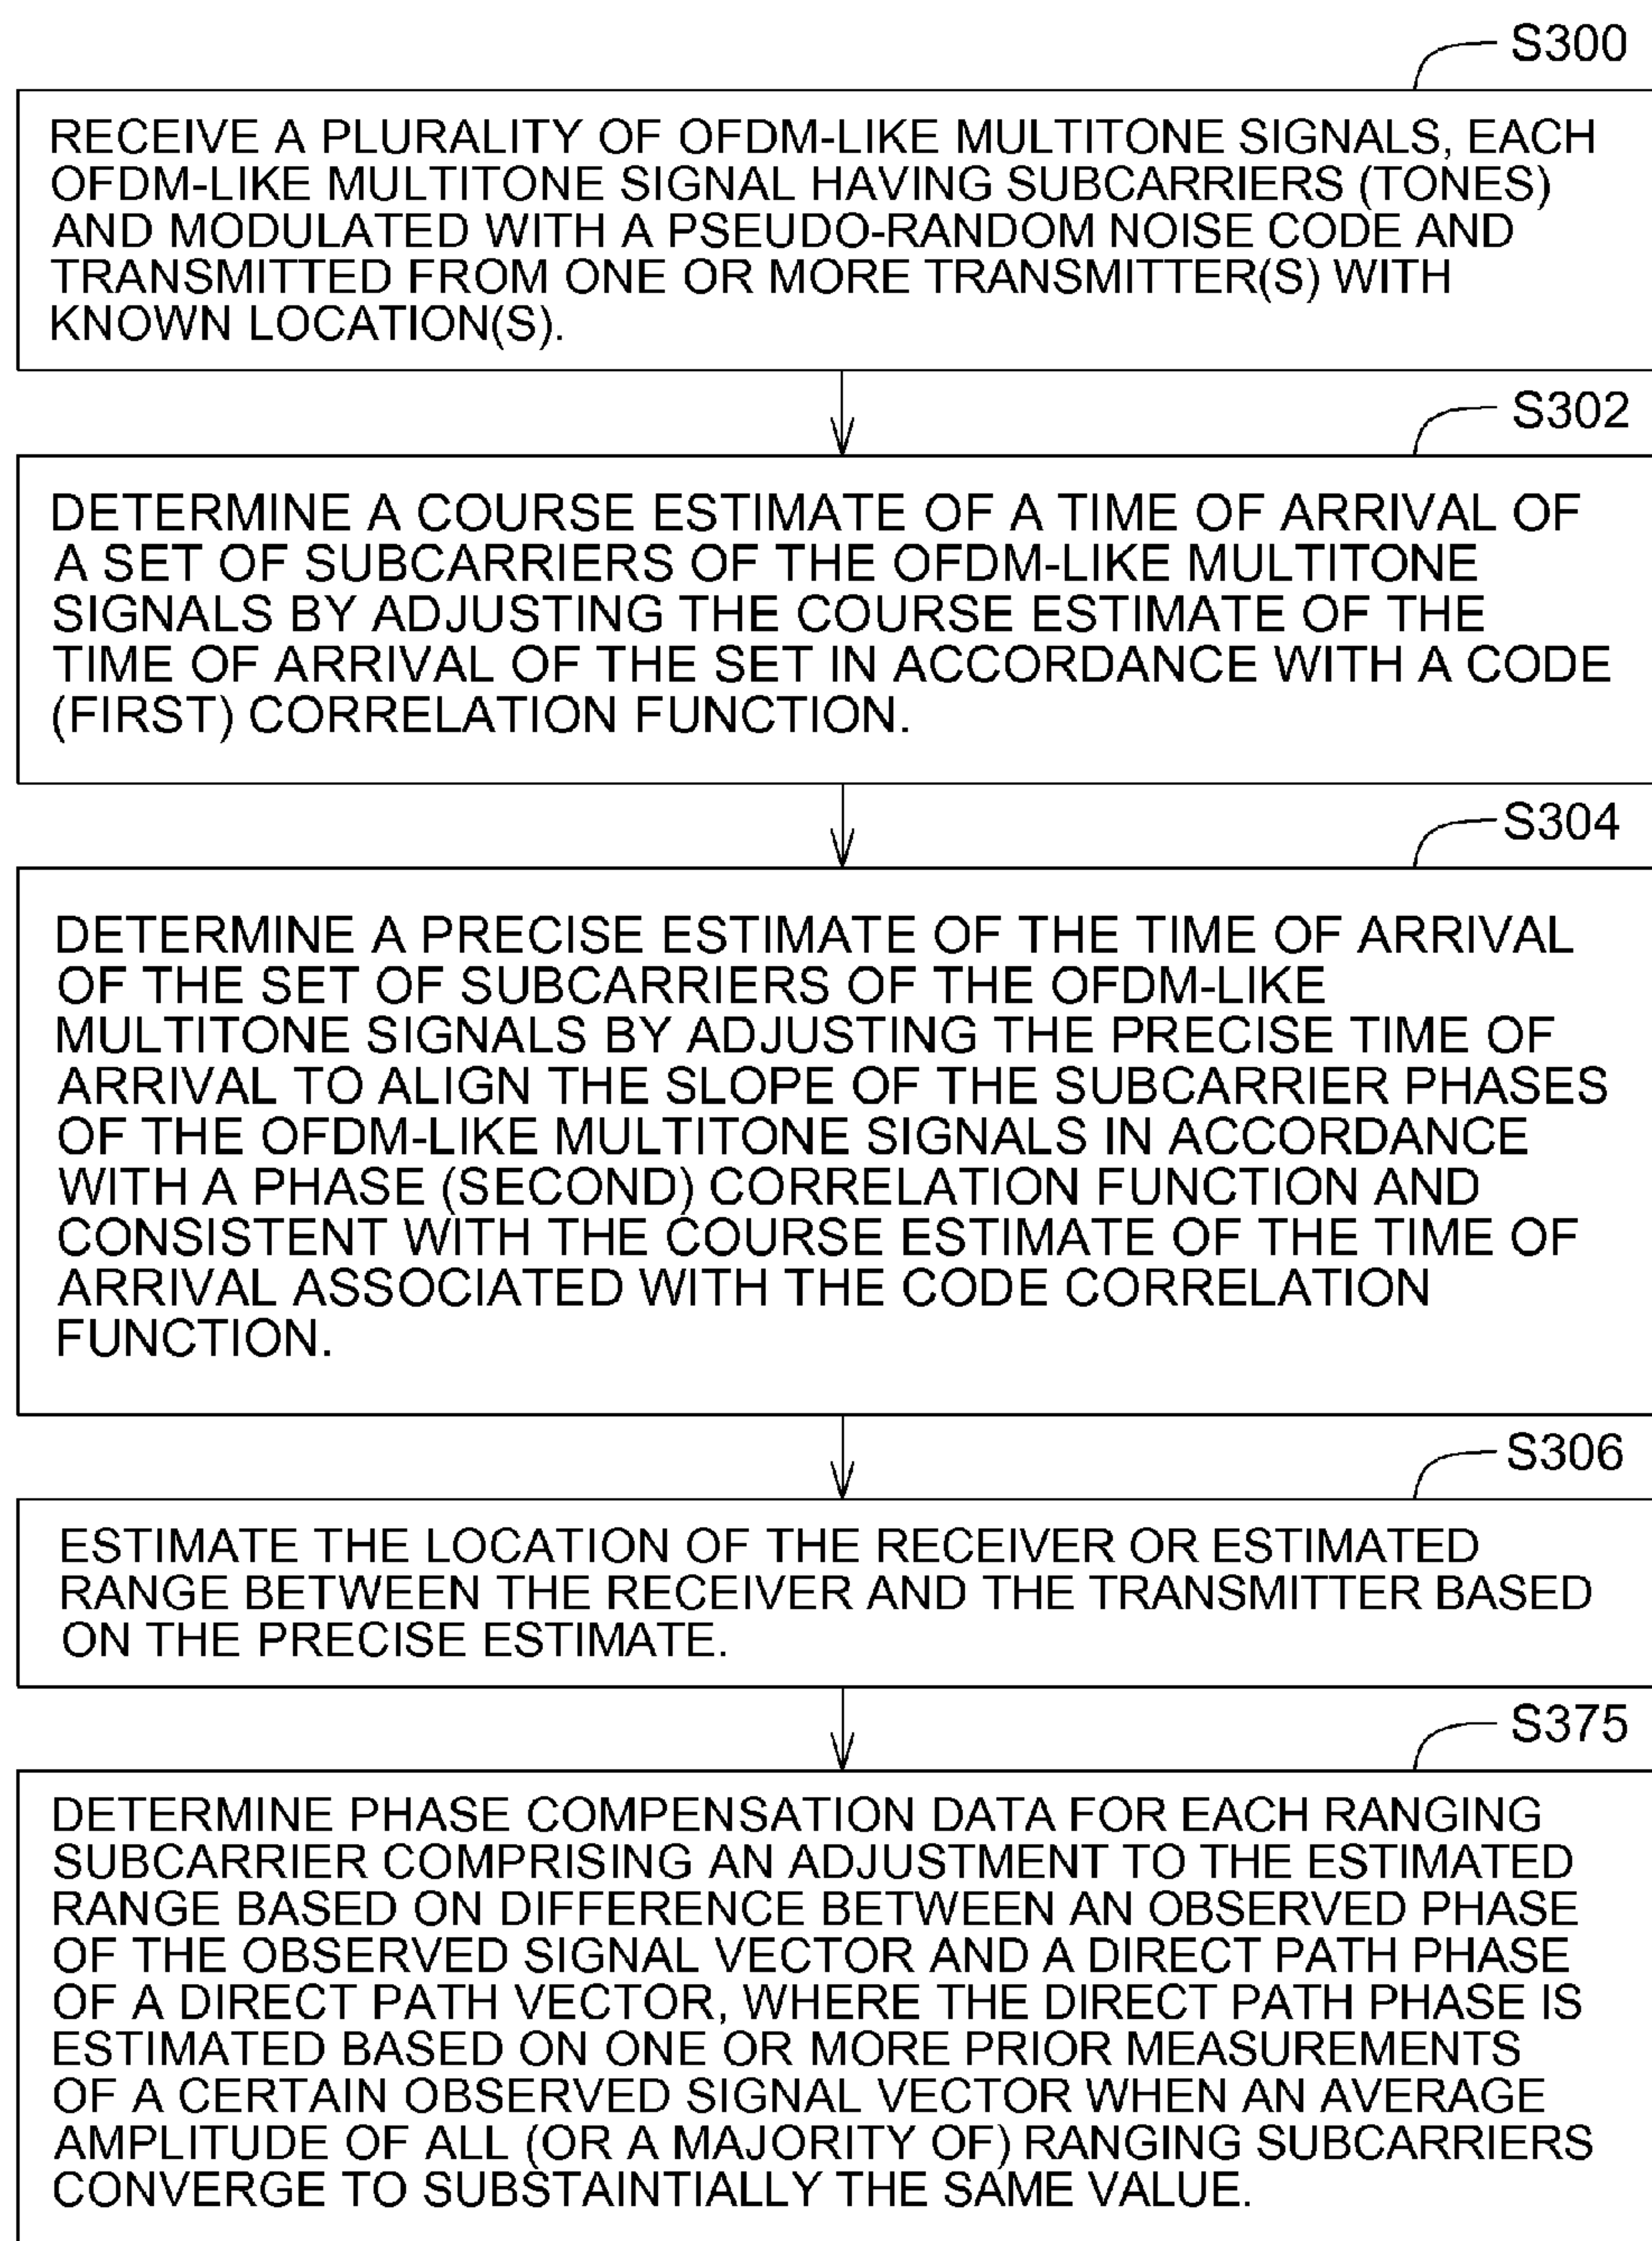 S300
RECEIVE A PLURALITY OF OFDM-LIKE MULTITONE SIGNALS, EACH
OFDM-LIKE MULTITONE SIGNAL HAVING SUBCARRIERS (TONES)
AND MODULATED WITH A PSEUDO-RANDOM NOISE CODE AND
TRANSMITTED FROM ONE OR MORE TRANSMITTER(S) WITH
KNOWN LOCATION(S).
S302
DETERMINE A COURSE ESTIMATE OF A TIME OF ARRIVAL OF
A SET OF SUBCARRIERS OF THE OFDM-LIKE MULTITONE
SIGNALS BY ADJUSTING THE COURSE ESTIMATE OF THE
TIME OF ARRIVAL OF THE SET IN ACCORDANCE WITH A CODE
(FIRST) CORRELATION FUNCTION.
S304
DETERMINE A PRECISE ESTIMATE OF THE TIME OF ARRIVAL
OF THE SET OF SUBCARRIERS OF THE OFDM-LIKE
MULTITONE SIGNALS BY ADJUSTING THE PRECISE TIME OF
ARRIVAL TO ALIGN THE SLOPE OF THE SUBCARRIER PHASES
OF THE OFDM-LIKE MULTITONE SIGNALS IN ACCORDANCE
WITH A PHASE (SECOND) CORRELATION FUNCTION AND
CONSISTENT WITH THE COURSE ESTIMATE OF THE TIME OF
ARRIVAL ASSOCIATED WITH THE CODE CORRELATION
FUNCTION.
S306
ESTIMATE THE LOCATION OF THE RECEIVER OR ESTIMATED
RANGE BETWEEN THE RECEIVER AND THE TRANSMITTER BASED
ON THE PRECISE ESTIMATE.
S375
DETERMINE PHASE COMPENSATION DATA FOR EACH RANGING
SUBCARRIER COMPRISING AN ADJUSTMENT TO THE ESTIMATED
RANGE BASED ON DIFFERENCE BETWEEN AN OBSERVED PHASE
OF THE OBSERVED SIGNAL VECTOR AND A DIRECT PATH PHASE
OF A DIRECT PATH VECTOR, WHERE THE DIRECT PATH PHASE IS
ESTIMATED BASED ON ONE OR MORE PRIOR MEASUREMENTS
OF A CERTAIN OBSERVED SIGNAL VECTOR WHEN AN AVERAGE
AMPLITUDE OF ALL (OR A MAJORITY OF) RANGING SUBCARRIERS
CONVERGE TO SUBSTAINTIALLY THE SAME VALUE.